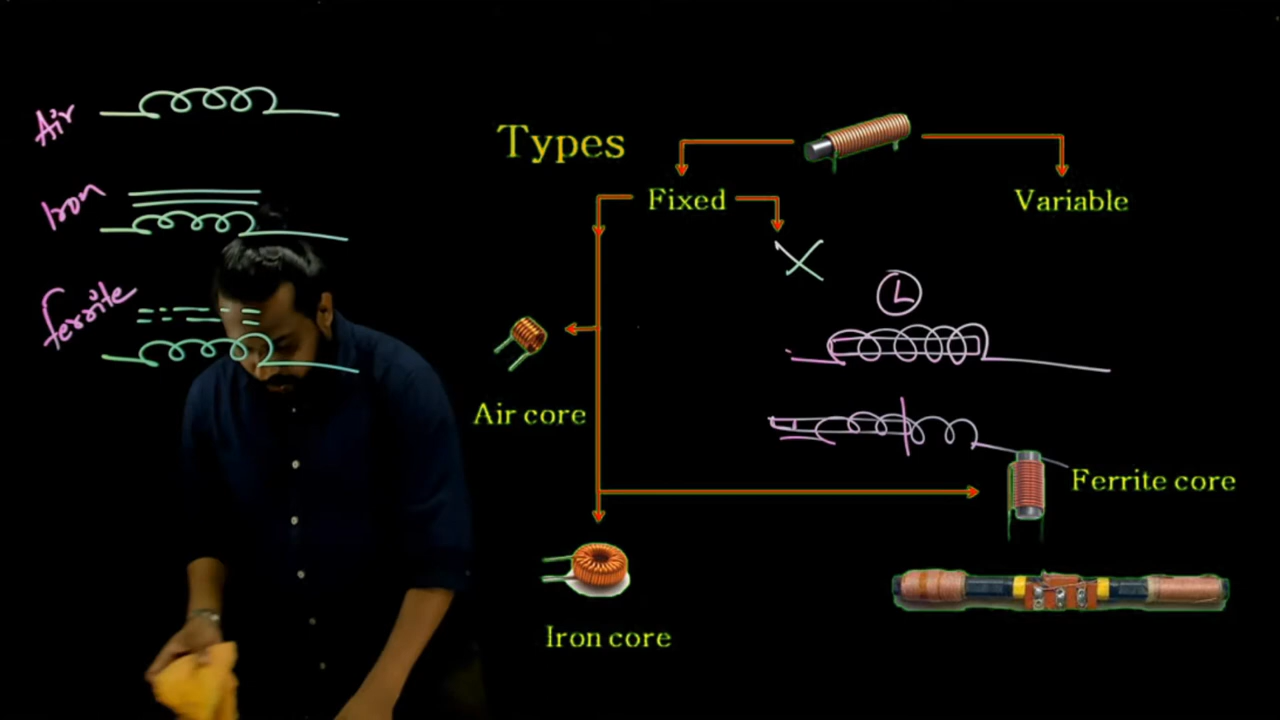 Air
Iron
ferrite
Types
Fixed
Variable
L
Air core
Ferrite core
Iron core